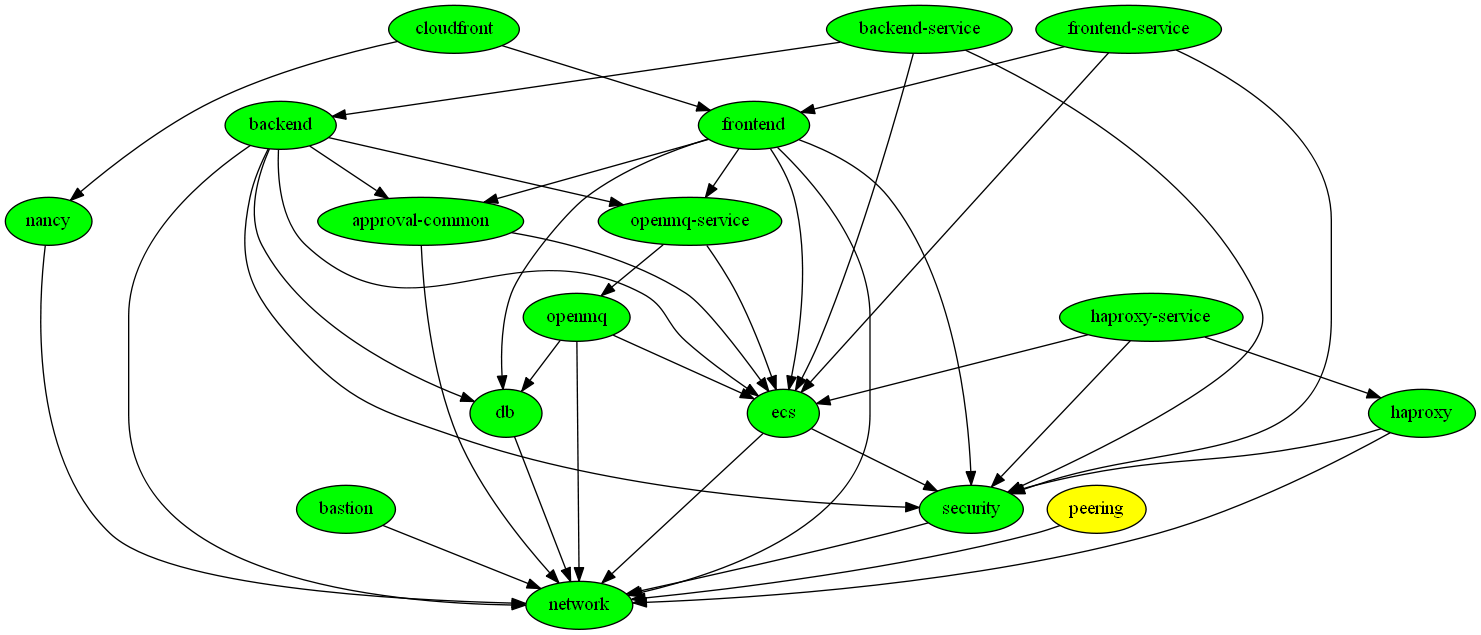 cloudfront
backend-service
frontend-service
backend
frontend
nancy
approval-common
openmq-service
openmq
haproxy-service
db
ecs
haproxy
bastion
security
peering
network